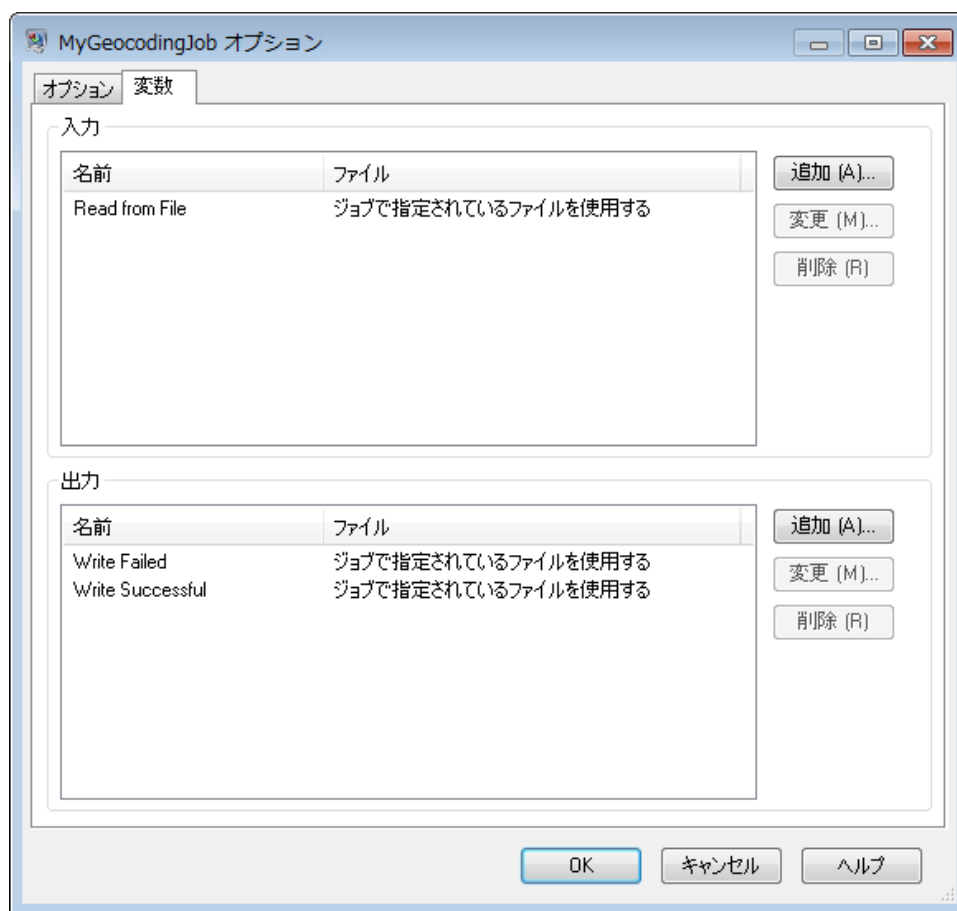 MyGeocodingJob オプション
オプション 変数
入力
名前 ファイル
Read from File ジョブで指定されているファイルを使用する
追加 (A)...
変更 (M)...
削除 (R)
出力
名前 ファイル
Write Failed ジョブで指定されているファイルを使用する
Write Successful ジョブで指定されているファイルを使用する
追加 (A)...
変更 (M)...
削除 (R)
OK キャンセル ヘルプ